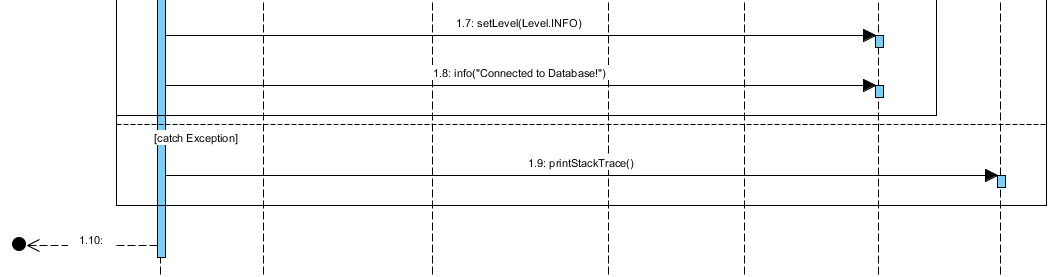 1.7: setLevel(Level.INFO)
1.8: info("Connected to Database!")
[catch Exception]
1.9: printStackTrace()
1.10: